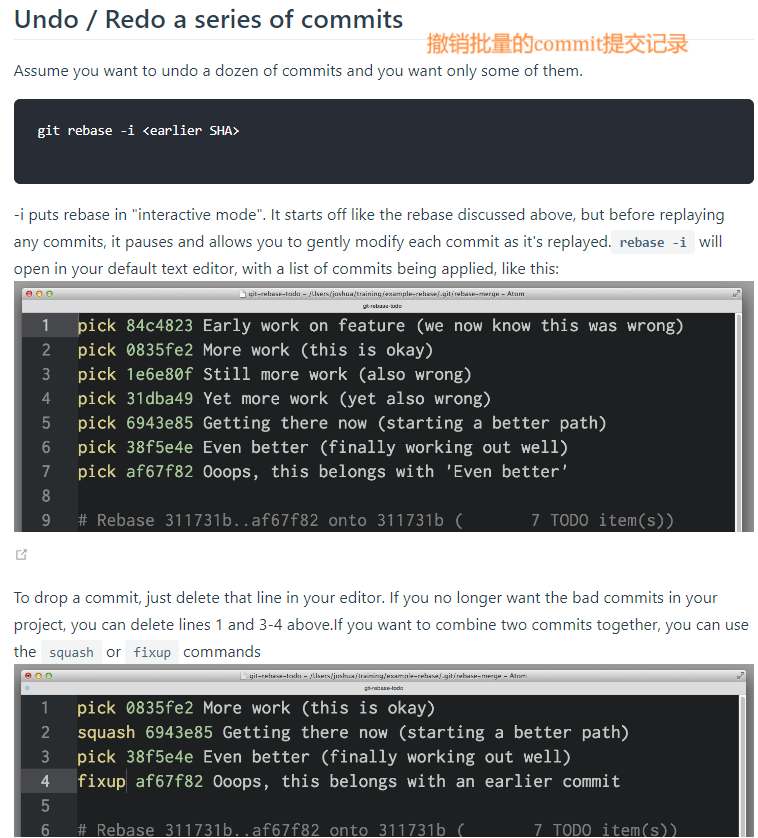 Undo / Redo a series of commits
撤销批量的commit提交记录
Assume you want to undo a dozen of commits and you want only some of them.
git rebase -i <earlier SHA>
-i puts rebase in "interactive mode". It starts off like the rebase discussed above, but before replaying
any commits, it pauses and allows you to gently modify each commit as it's replayed. rebase -i will
open in your default text editor, with a list of commits being applied, like this:
git-rebase-todo – /Users/joshua/training/example-rebase/.git/rebase-merge – Atom
git-rebase-todo
1 pick 84c4823 Early work on feature (we now know this was wrong)
2 pick 0835fe2 More work (this is okay)
3 pick 1e6e80f Still more work (also wrong)
4 pick 31dba49 Yet more work (yet also wrong)
5 pick 6943e85 Getting there now (starting a better path)
6 pick 38f5e4e Even better (finally working out well)
7 pick af67f82 Ooops, this belongs with 'Even better'
8
9 # Rebase 311731b..af67f82 onto 311731b ( 7 TODO item(s))
To drop a commit, just delete that line in your editor. If you no longer want the bad commits in your
project, you can delete lines 1 and 3-4 above.If you want to combine two commits together, you can use
the squash or fixup commands
git-rebase-todo – /Users/joshua/training/example-rebase/.git/rebase-merge – Atom
git-rebase-todo
1 pick 0835fe2 More work (this is okay)
2 squash 6943e85 Getting there now (starting a better path)
3 pick 38f5e4e Even better (finally working out well)
4 fixup af67f82 Ooops, this belongs with an earlier commit
5
6 # Rebase 311731b..af67f82 onto 311731b ( 7 TODO item(s))